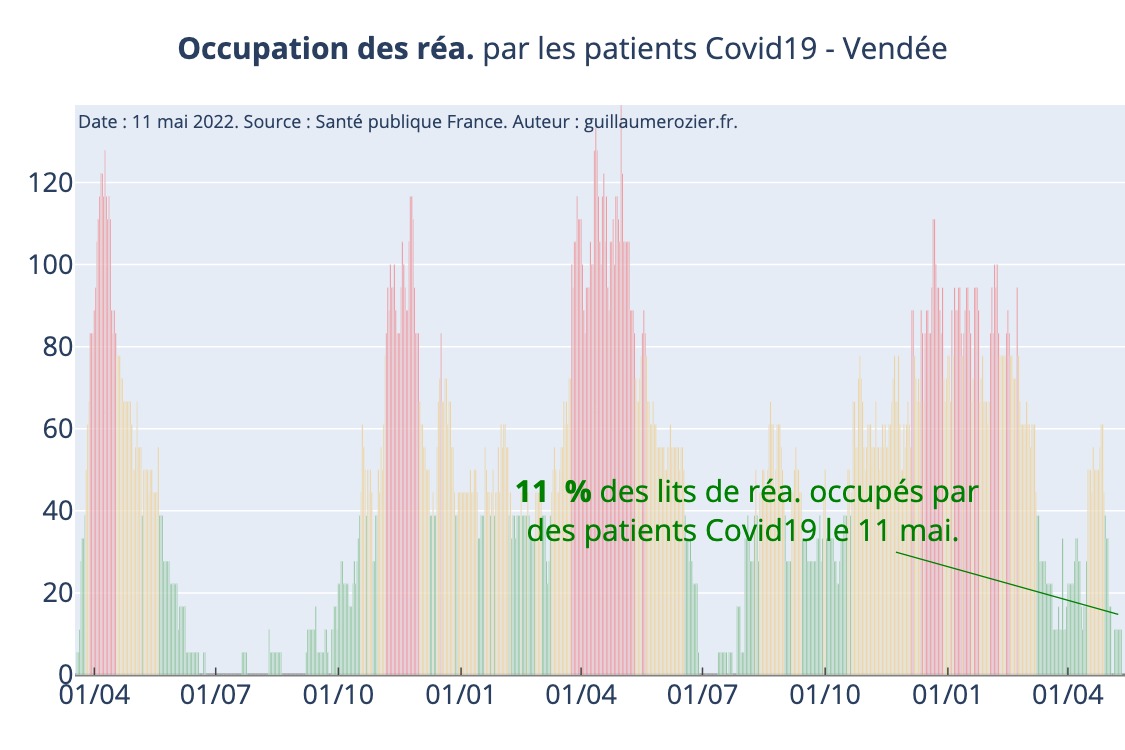 Occupation des réa. par les patients Covid19 - Vendée
Date : 11 mai 2022. Source : Santé publique France. Auteur : guillaumerozier.fr.
120
100
80
60
40
20
0
11 % des lits de réa. occupés par
des patients Covid19 le 11 mai.
01/04 01/07 01/10 01/01 01/04 01/07 01/10 01/01 01/04